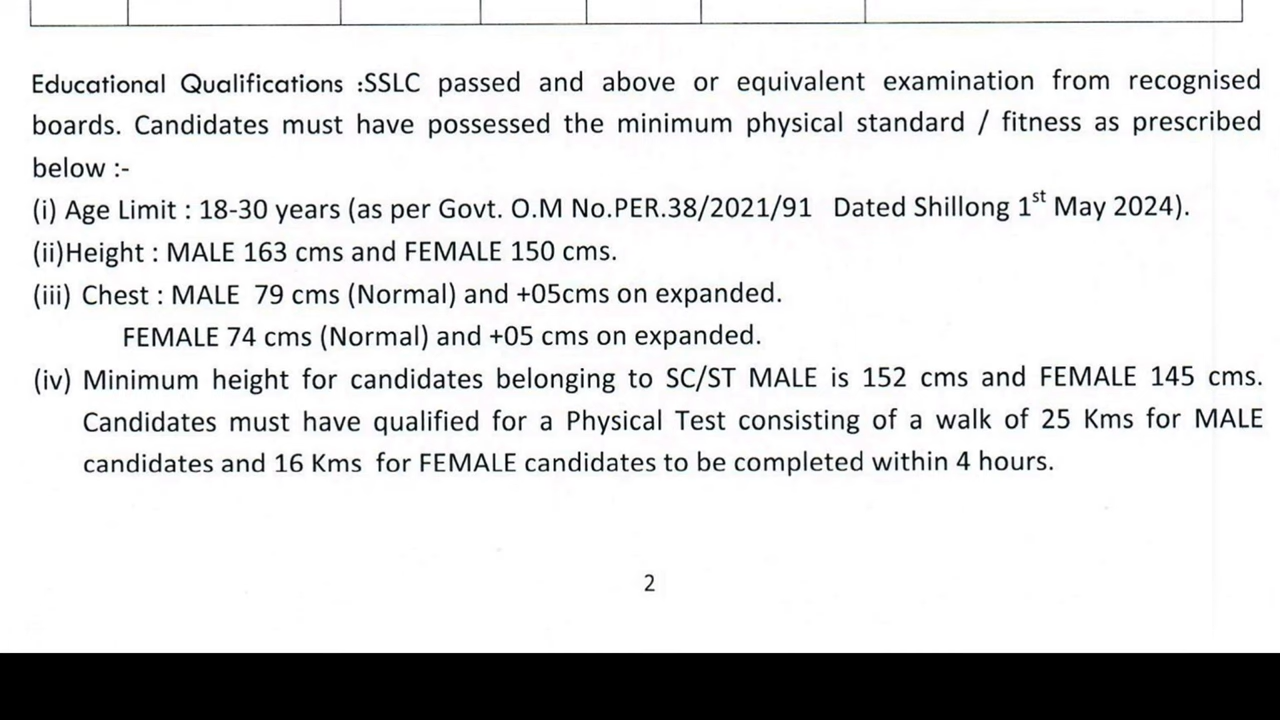 Educational Qualifications :SSLC passed and above or equivalent examination from recognised
boards. Candidates must have possessed the minimum physical standard / fitness as prescribed
below :-
(i) Age Limit : 18-30 years (as per Govt. O.M No.PER.38/2021/91 Dated Shillong 1st May 2024).
(ii)Height : MALE 163 cms and FEMALE 150 cms.
(iii) Chest : MALE 79 cms (Normal) and +05cms on expanded.
FEMALE 74 cms (Normal) and +05 cms on expanded.
(iv) Minimum height for candidates belonging to SC/ST MALE is 152 cms and FEMALE 145 cms.
Candidates must have qualified for a Physical Test consisting of a walk of 25 Kms for MALE
candidates and 16 Kms for FEMALE candidates to be completed within 4 hours.
2